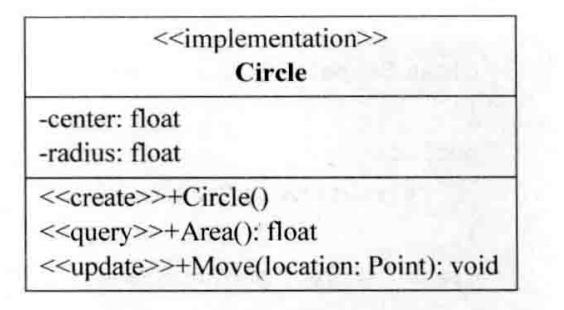 <<implementation>>
Circle
-center: float
-radius: float
<<create>>+Circle()
<<query>>+Area(): float
<<update>>+Move(location: Point): void